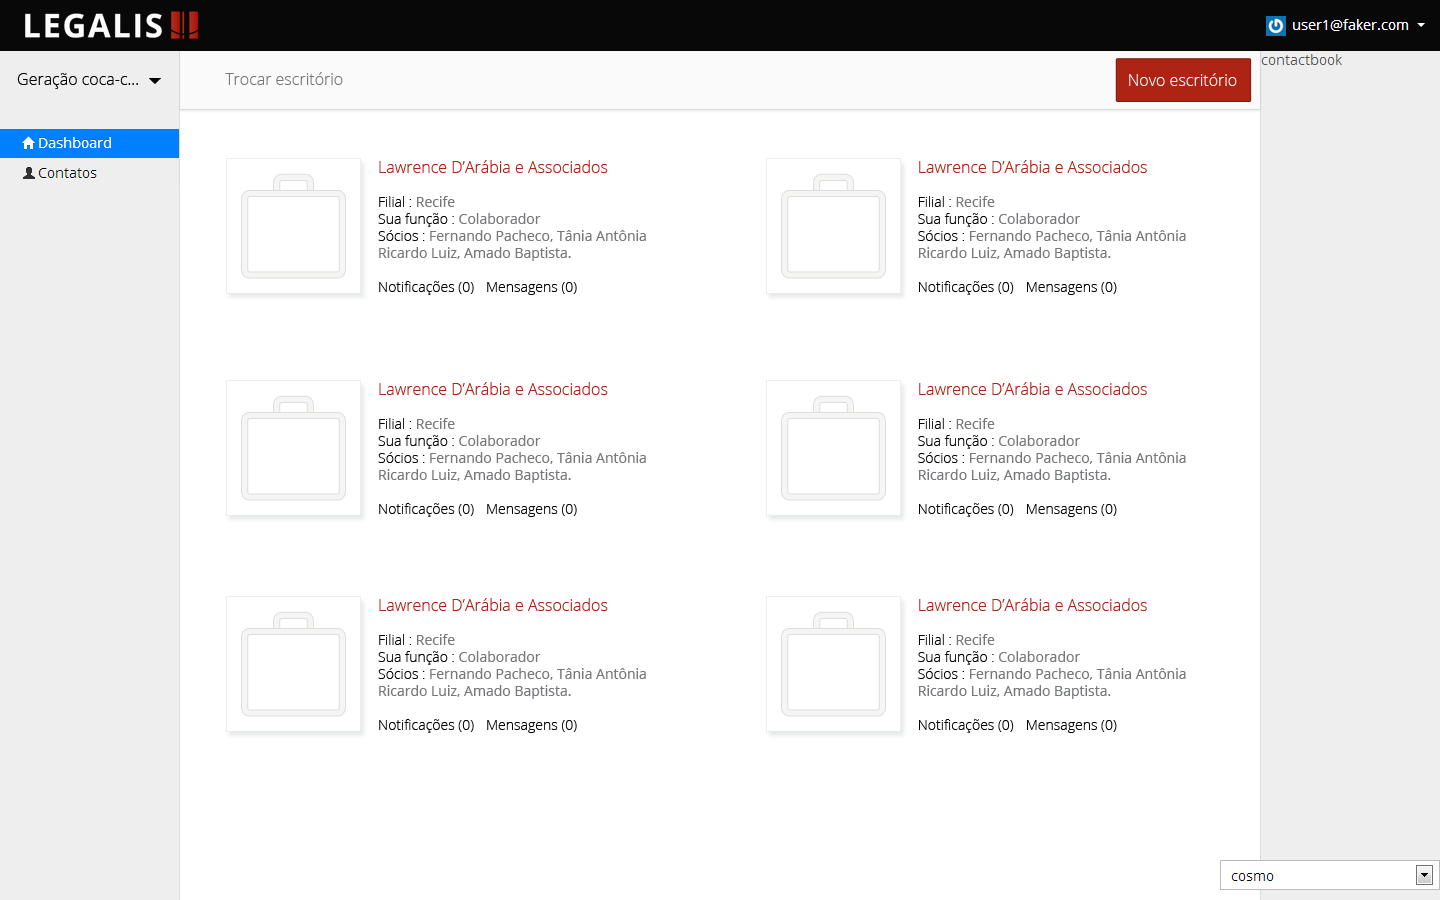 LEGALIS
user1@faker.com
Geração coca-c...
Trocar escritório
Novo escritório
contactbook
Dashboard
Contatos
Lawrence D’Arábia e Associados
Filial : Recife
Sua função : Colaborador
Sócios : Fernando Pacheco, Tânia Antônia
Ricardo Luiz, Amado Baptista.
Notificações (0) Mensagens (0)
Lawrence D’Arábia e Associados
Filial : Recife
Sua função : Colaborador
Sócios : Fernando Pacheco, Tânia Antônia
Ricardo Luiz, Amado Baptista.
Notificações (0) Mensagens (0)
Lawrence D’Arábia e Associados
Filial : Recife
Sua função : Colaborador
Sócios : Fernando Pacheco, Tânia Antônia
Ricardo Luiz, Amado Baptista.
Notificações (0) Mensagens (0)
Lawrence D’Arábia e Associados
Filial : Recife
Sua função : Colaborador
Sócios : Fernando Pacheco, Tânia Antônia
Ricardo Luiz, Amado Baptista.
Notificações (0) Mensagens (0)
Lawrence D’Arábia e Associados
Filial : Recife
Sua função : Colaborador
Sócios : Fernando Pacheco, Tânia Antônia
Ricardo Luiz, Amado Baptista.
Notificações (0) Mensagens (0)
Lawrence D’Arábia e Associados
Filial : Recife
Sua função : Colaborador
Sócios : Fernando Pacheco, Tânia Antônia
Ricardo Luiz, Amado Baptista.
Notificações (0) Mensagens (0)
cosmo